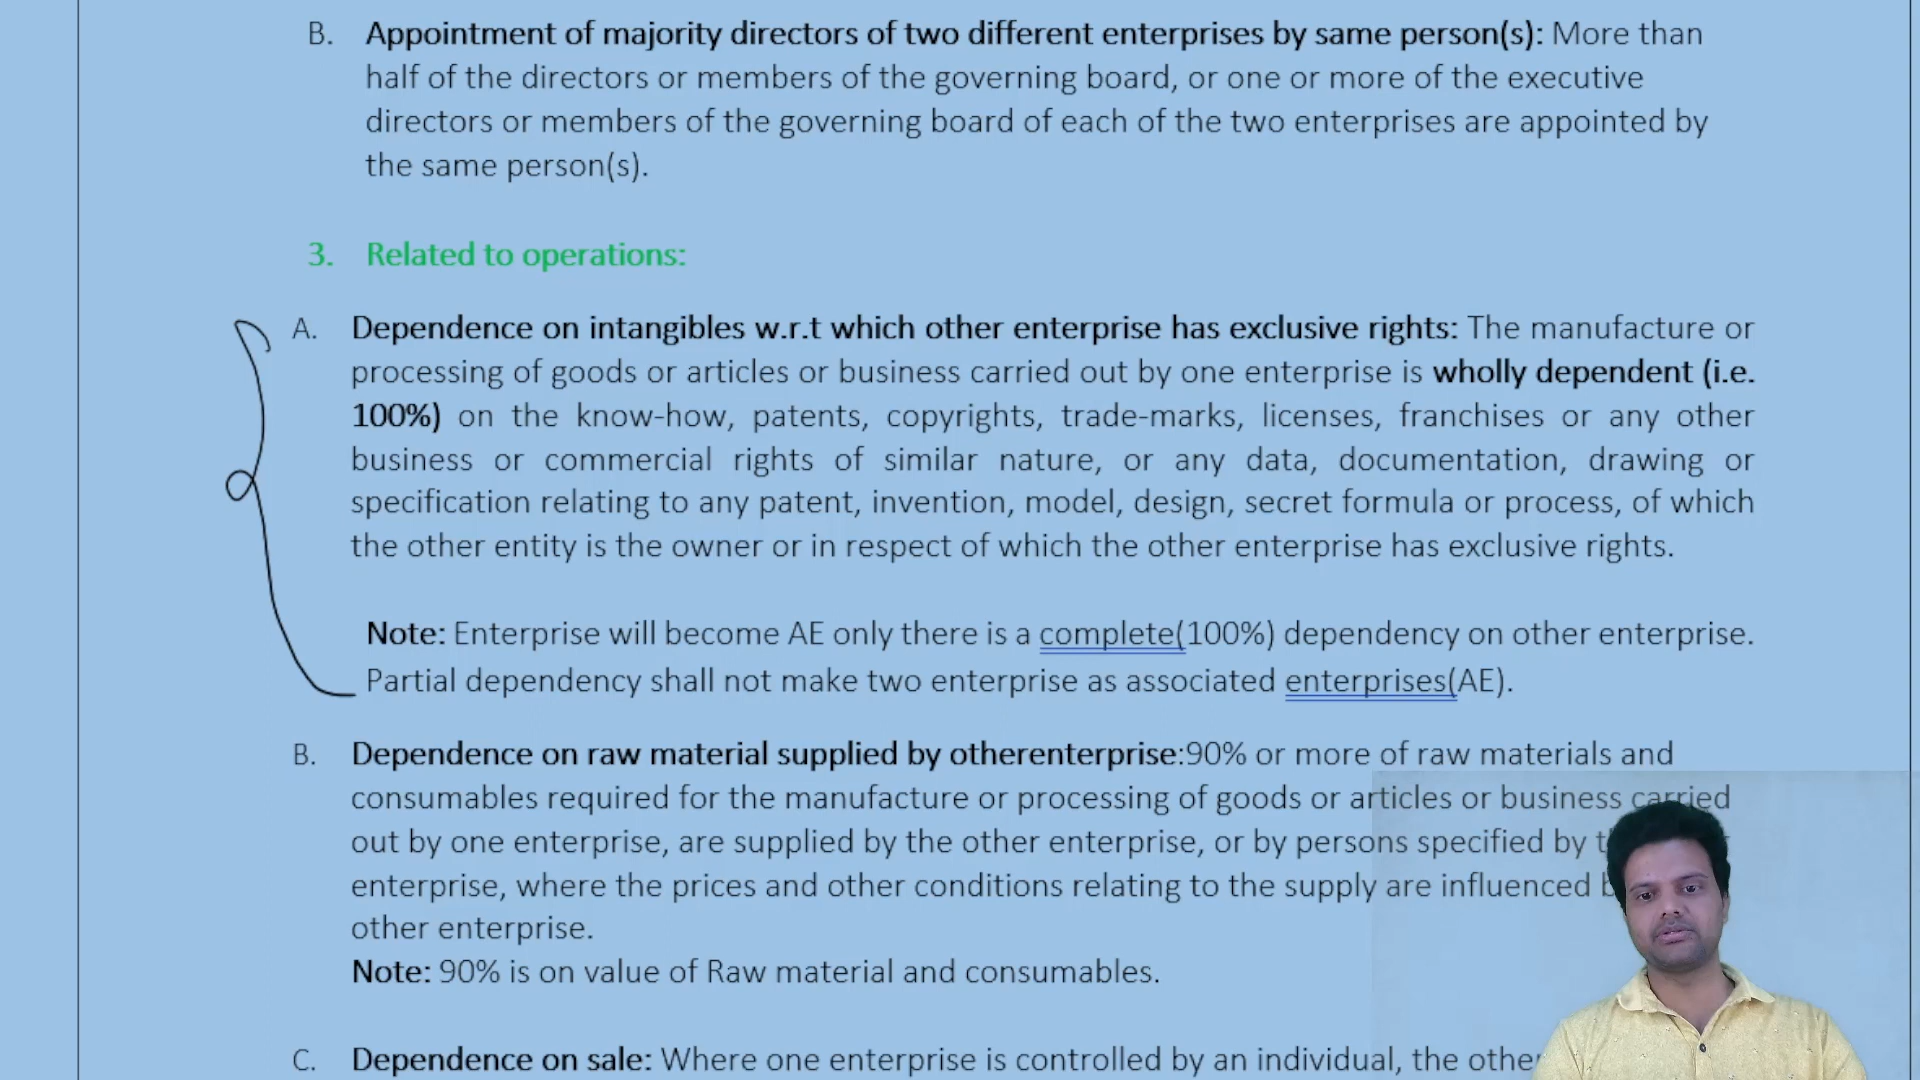 B. Appointment of majority directors of two different enterprises by same person(s): More than
half of the directors or members of the governing board, or one or more of the executive
directors or members of the governing board of each of the two enterprises are appointed by
the same person(s).
3. Related to operations:
A. Dependence on intangibles w.r.t which other enterprise has exclusive rights: The manufacture or
processing of goods or articles or business carried out by one enterprise is wholly dependent (i.e.
100%) on the know-how, patents, copyrights, trade-marks, licenses, franchises or any other
business or commercial rights of similar nature, or any data, documentation, drawing or
specification relating to any patent, invention, model, design, secret formula or process, of which
the other entity is the owner or in respect of which the other enterprise has exclusive rights.
Note: Enterprise will become AE only there is a complete(100%) dependency on other enterprise.
Partial dependency shall not make two enterprise as associated enterprises(AE).
B. Dependence on raw material supplied by otherenterprise:90% or more of raw materials and
consumables required for the manufacture or processing of goods or articles or business carried
out by one enterprise, are supplied by the other enterprise, or by persons specified by
enterprise, where the prices and other conditions relating to the supply are influenced
other enterprise.
Note: 90% is on value of Raw material and consumables.
C. Dependence on sale: Where one enterprise is controlled by an individual, the